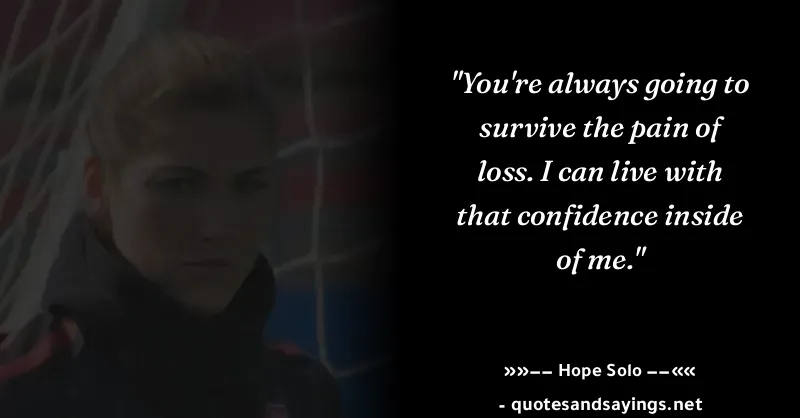 "You're always going to
survive the pain of
loss. I can live with
that confidence inside
of me."
»»–– Hope Solo ––««
- quotesandsayings.net